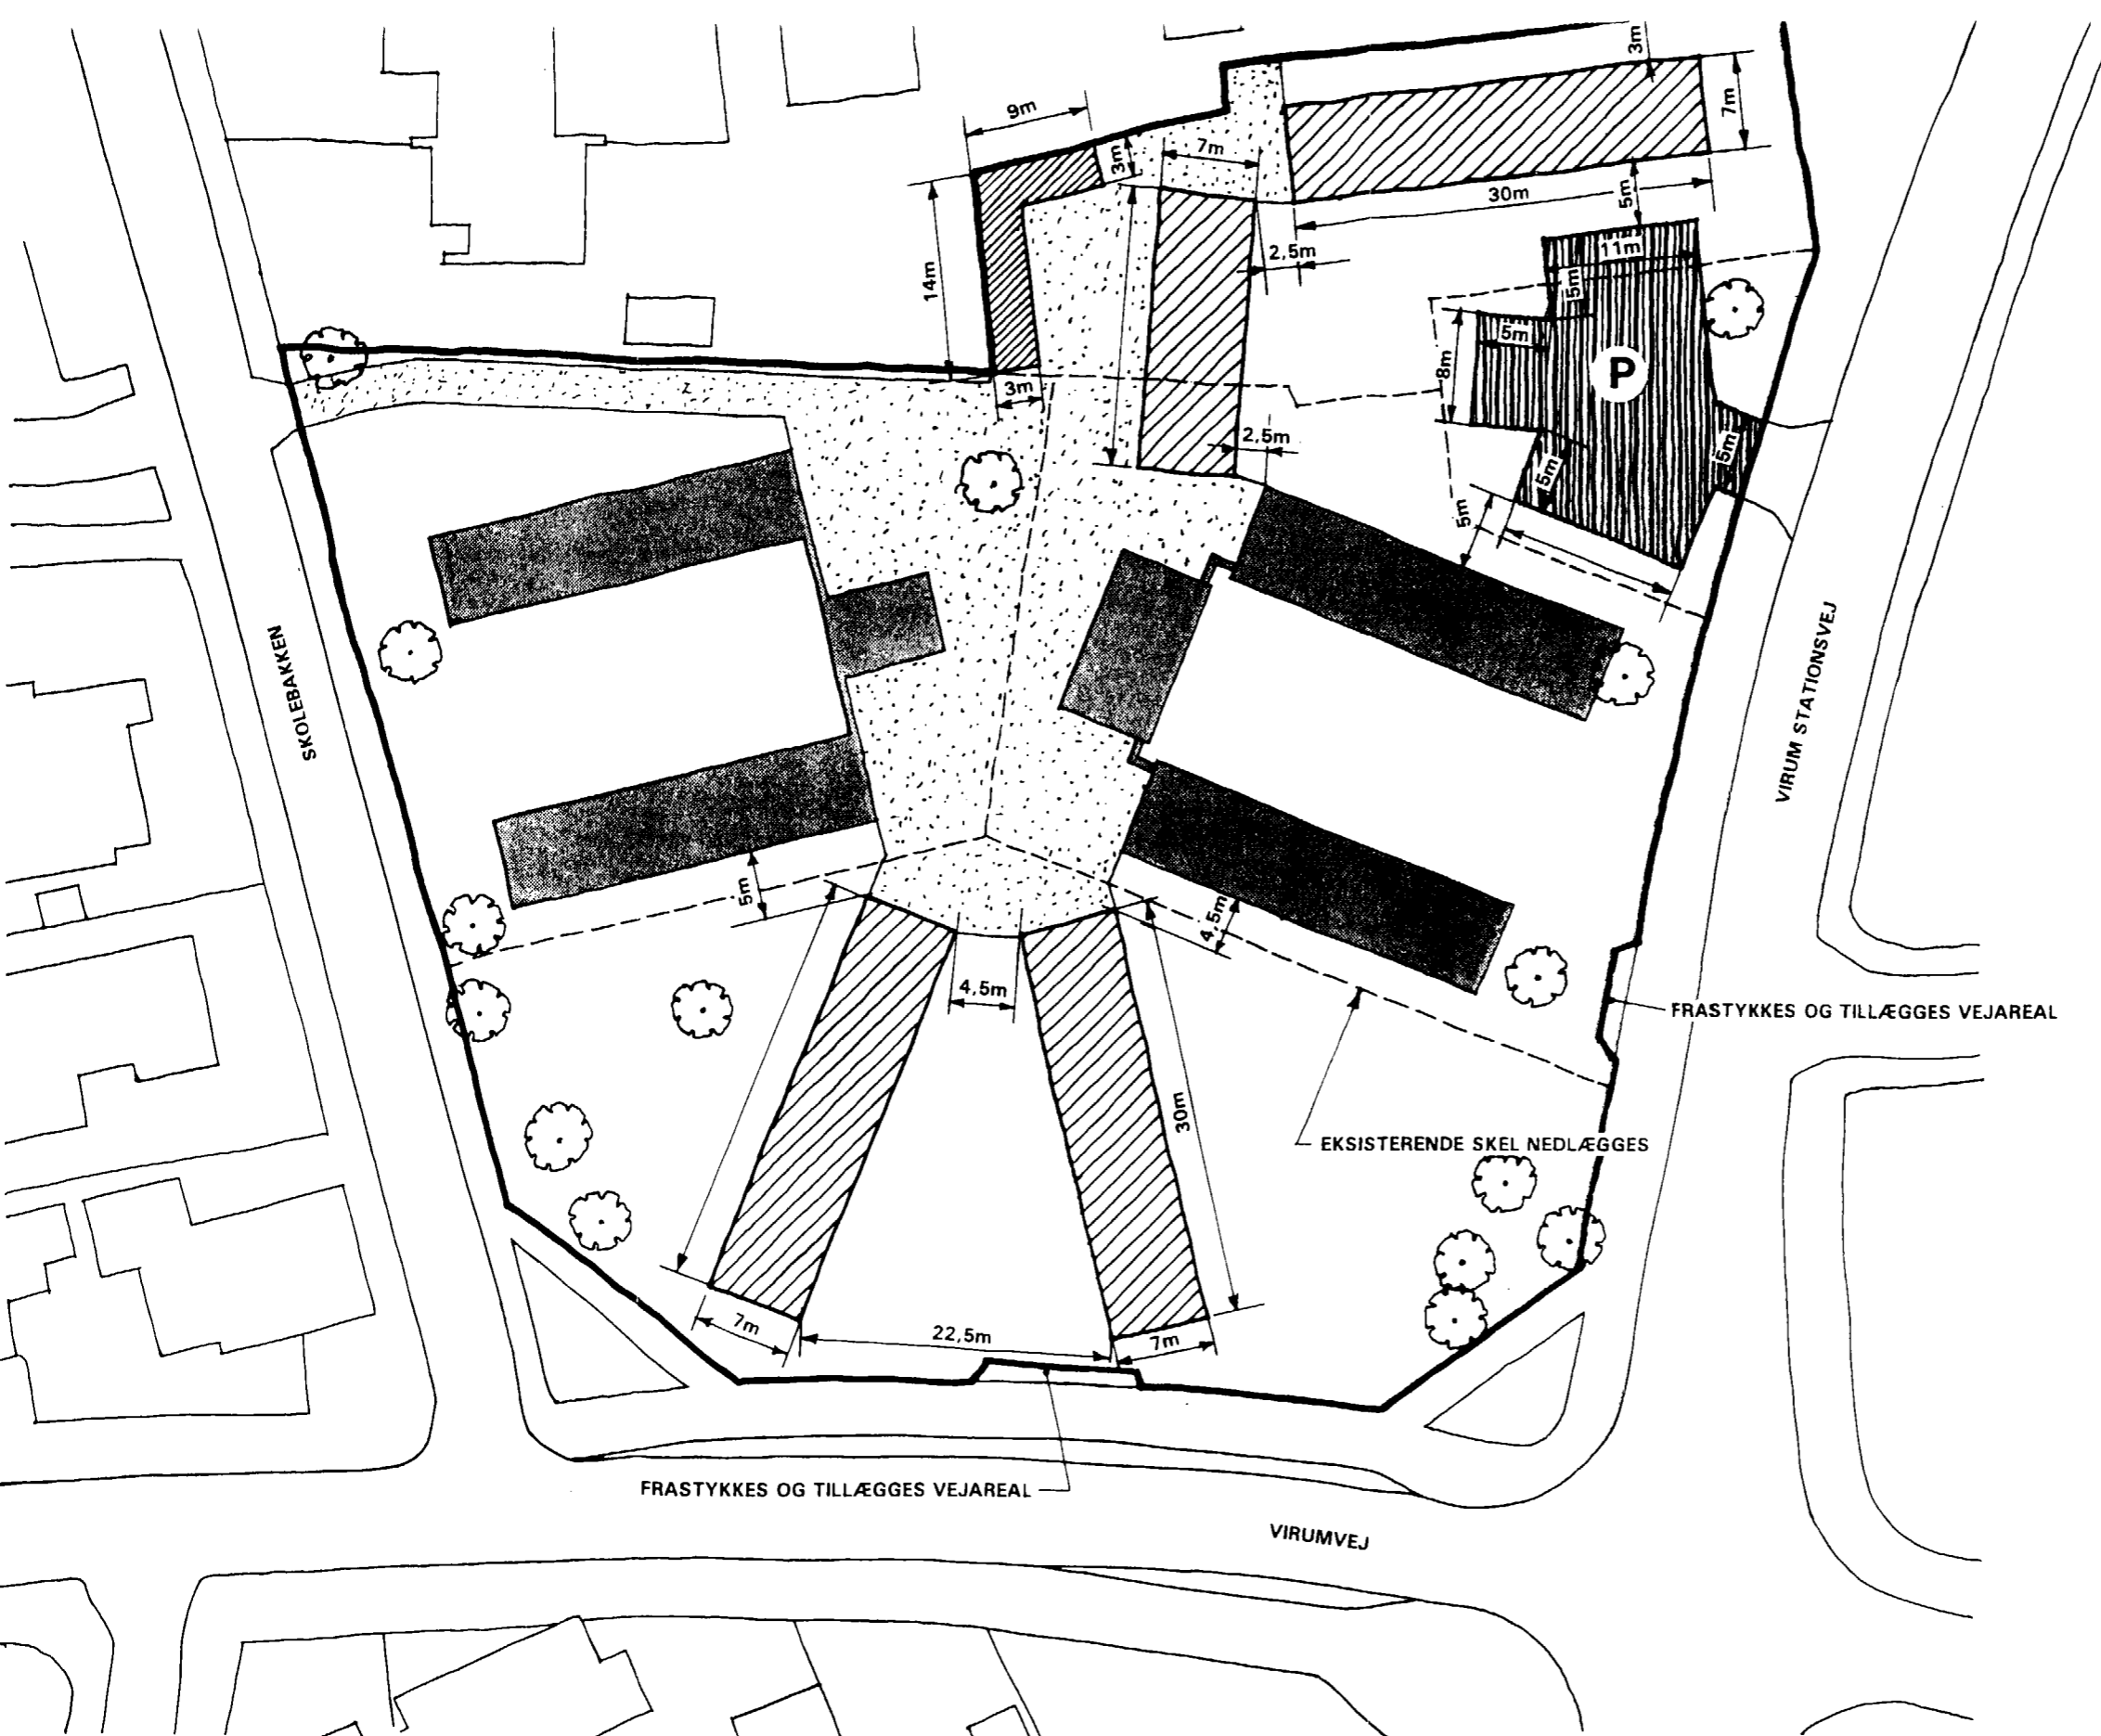 3m
9m
7m
3m
7m
30m
5m
14m
2,5m
11m
5m
5m
P
8m
3m
2,5m
5m
5m
5m
SKOLEBAKKEN
VIRUM STATIONSVEJ
5m
4,5m
4,5m
FRASTYKKES OG TILLÆGGES VEJAREAL
30m
EKSISTERENDE SKEL NEDLÆGGES
7m
22,5m
7m
FRASTYKKES OG TILLÆGGES VEJAREAL
VIRUMVEJ